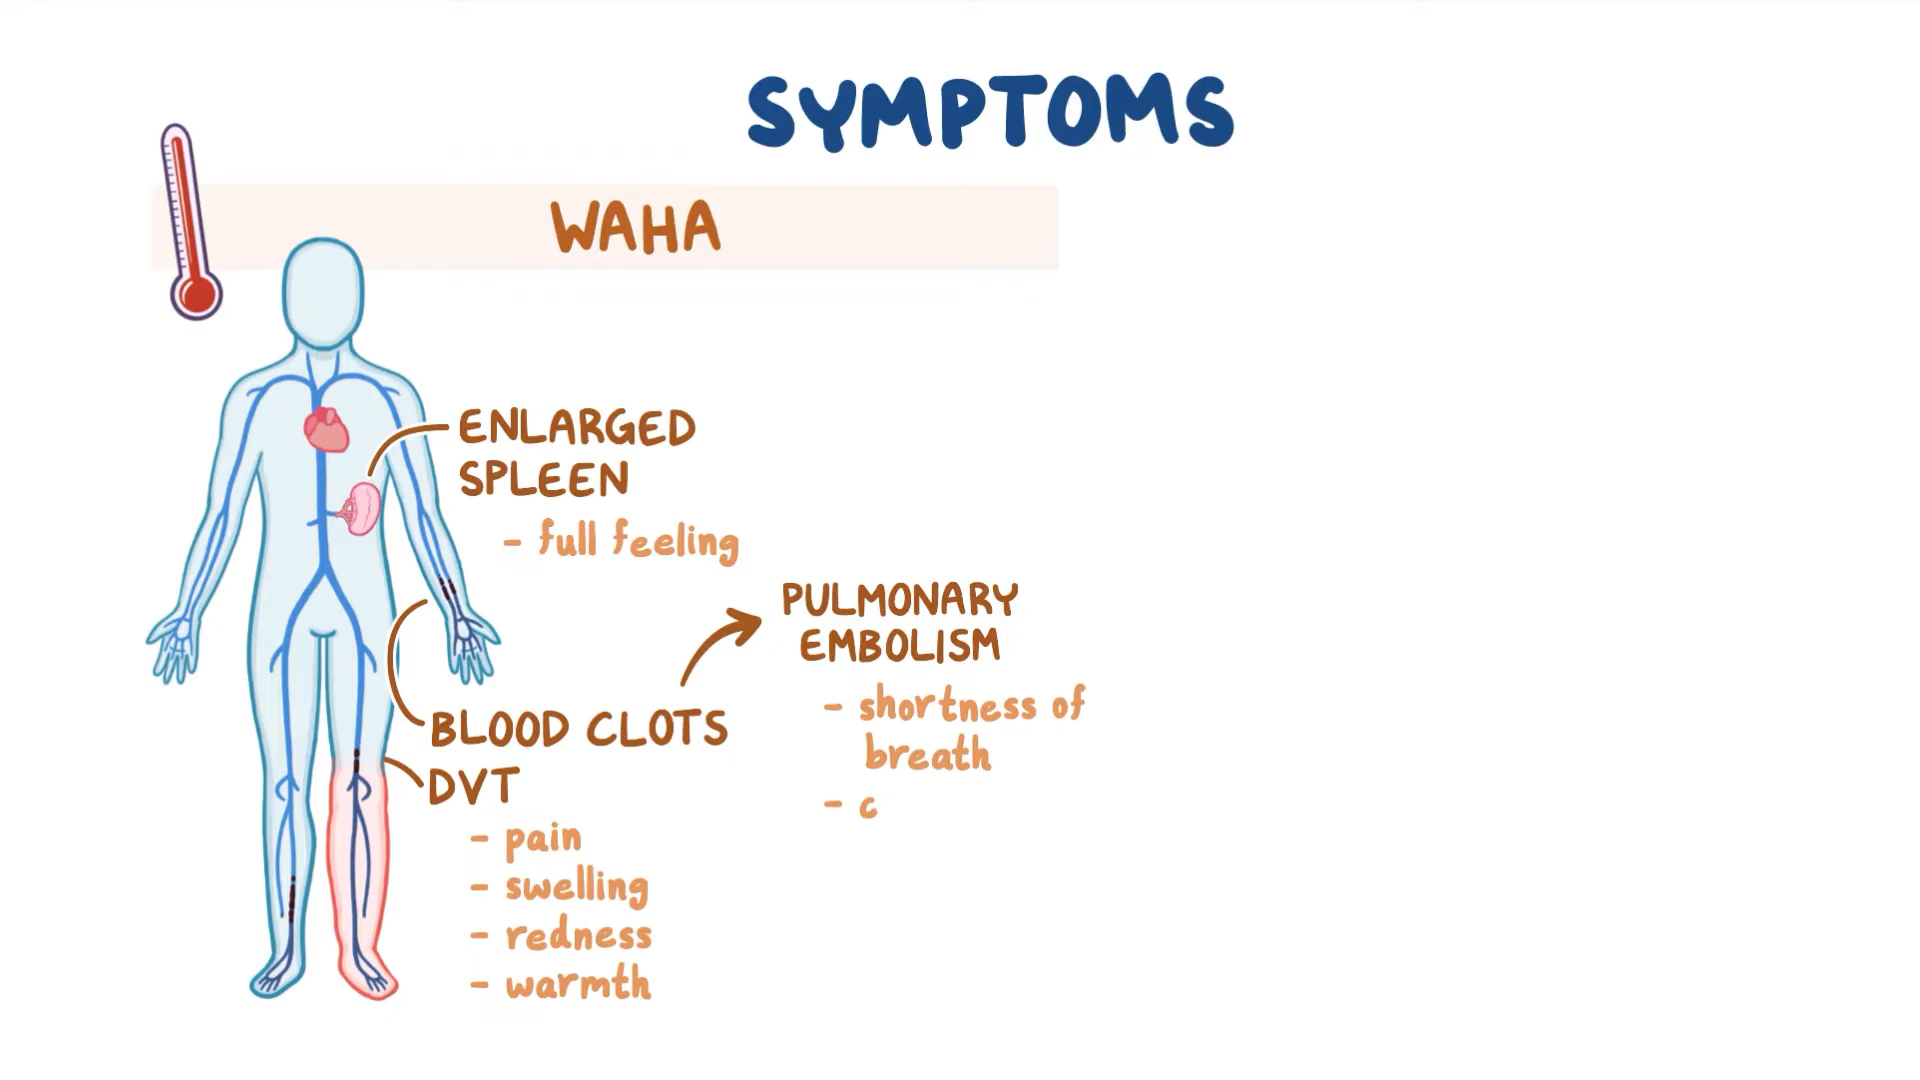 SYMPTOMS
WAHA
ENLARGED
SPLEEN
- full feeling
PULMONARY
EMBOLISM
- shortness of
breath
- c
BLOOD CLOTS
DVT
- pain
- swelling
- redness
- warmth